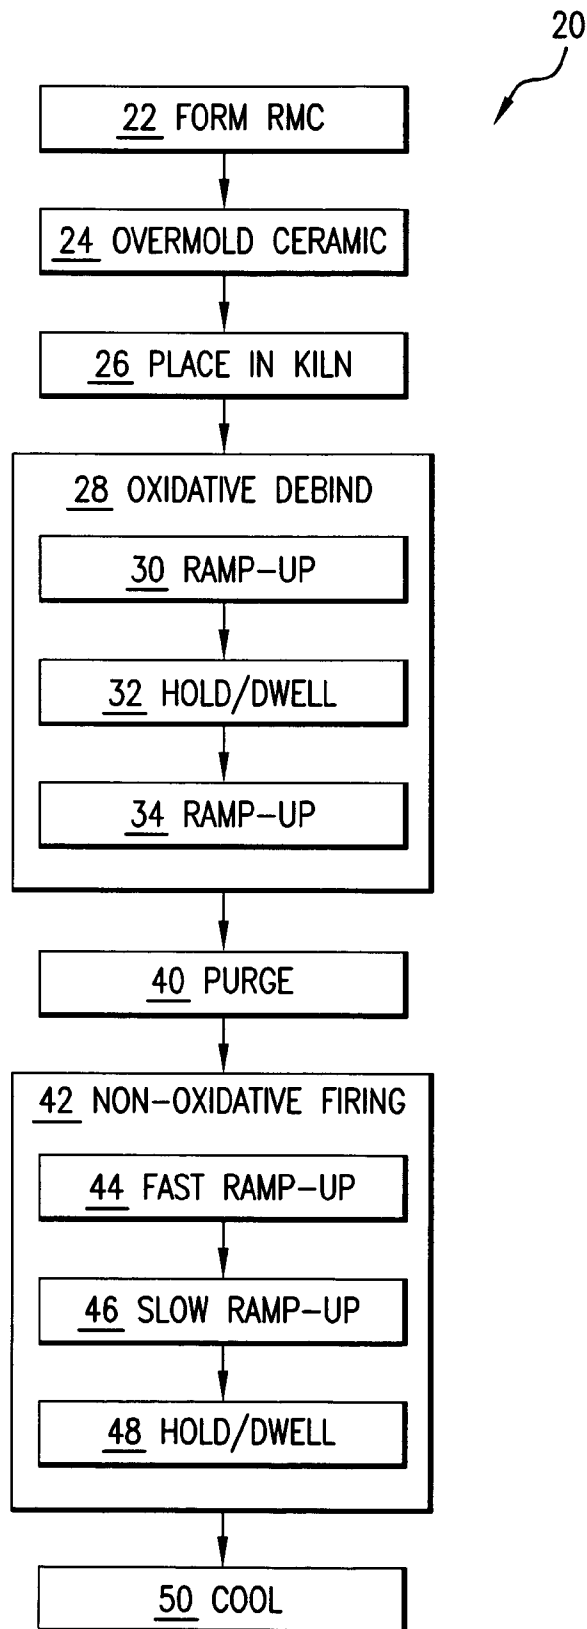 20
22 FORM RMC
24 OVERMOLD CERAMIC
26 PLACE IN KILN
28 OXIDATIVE DEBIND
30 RAMP-UP
32 HOLD/DWELL
34 RAMP-UP
40 PURGE
42 NON-OXIDATIVE FIRING
44 FAST RAMP-UP
46 SLOW RAMP-UP
48 HOLD/DWELL
50 COOL